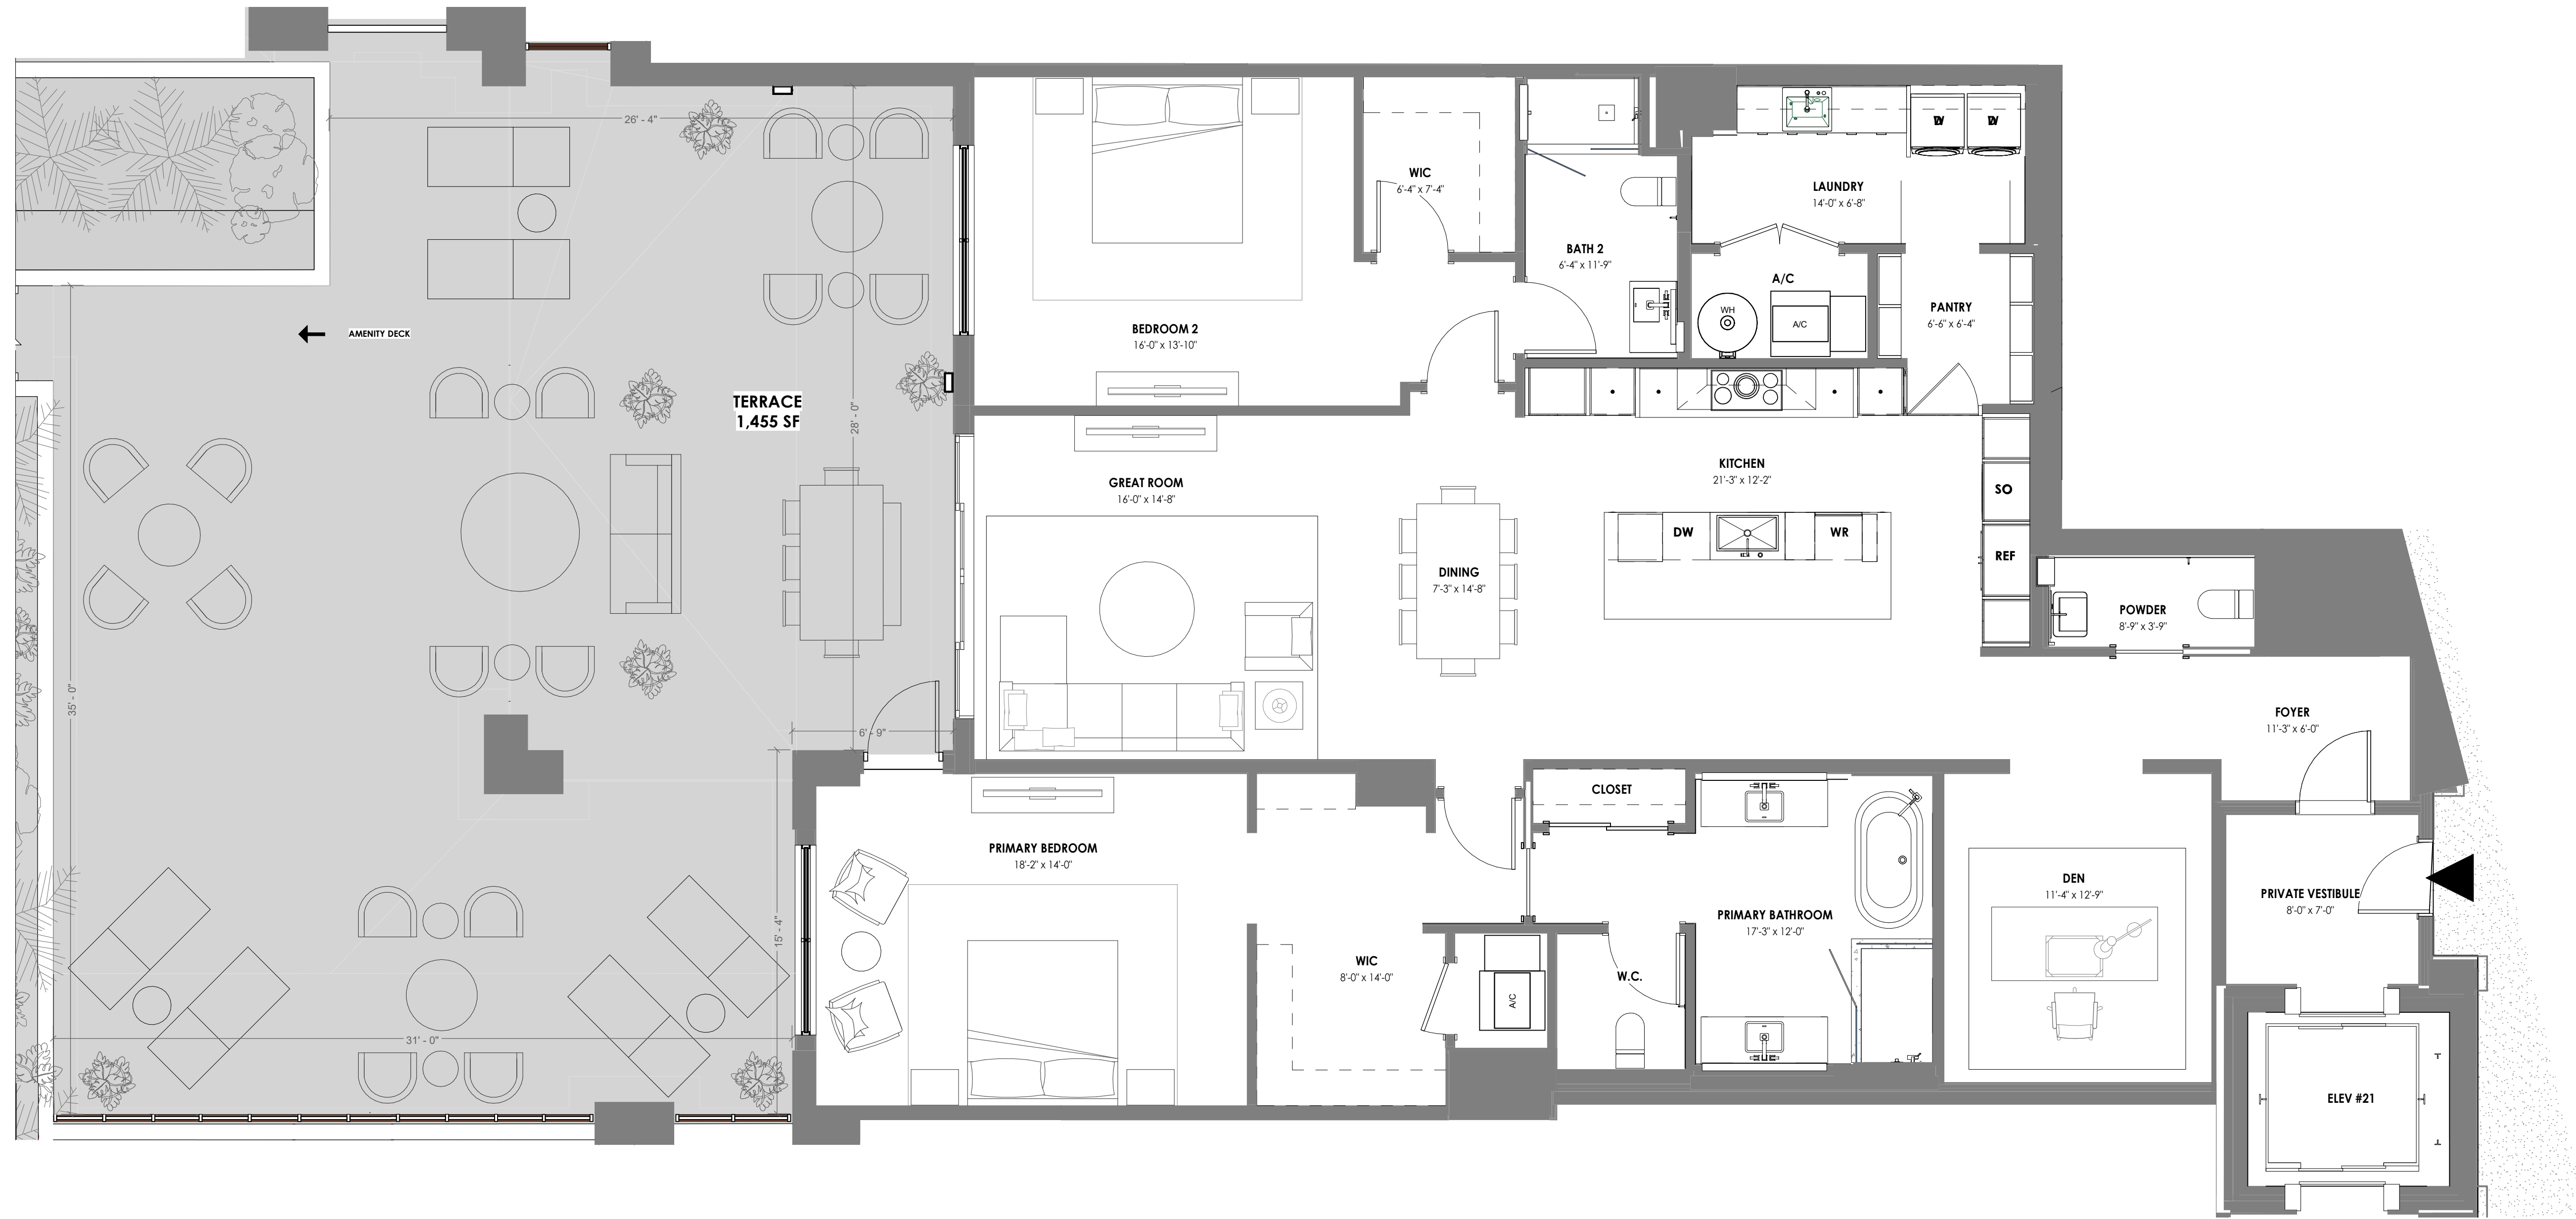 26' - 4"
AMENITY DECK
TERRACE
1,455 SF
28' - 0"
35' - 0"
6' - 9"
15' - 4"
31' - 0"
BEDROOM 2
16'-0" x 13'-10"
WIC
6'-4" x 7'-4"
BATH 2
6'-4" x 11'-9"
LAUNDRY
14'-0" x 6'-8"
A/C
WH
A/C
PANTRY
6'-6" x 6'-4"
GREAT ROOM
16'-0" x 14'-8"
DINING
7'-3" x 14'-8"
KITCHEN
21'-3" x 12'-2"
DW
WR
SO
REF
POWDER
8'-9" x 3'-9"
FOYER
11'-3" x 6'-0"
PRIMARY BEDROOM
18'-2" x 14'-0"
WIC
8'-0" x 14'-0"
A/C
CLOSET
W.C.
PRIMARY BATHROOM
17'-3" x 12'-0"
DEN
11'-4" x 12'-9"
PRIVATE VESTIBULE
8'-0" x 7'-0"
ELEV #21